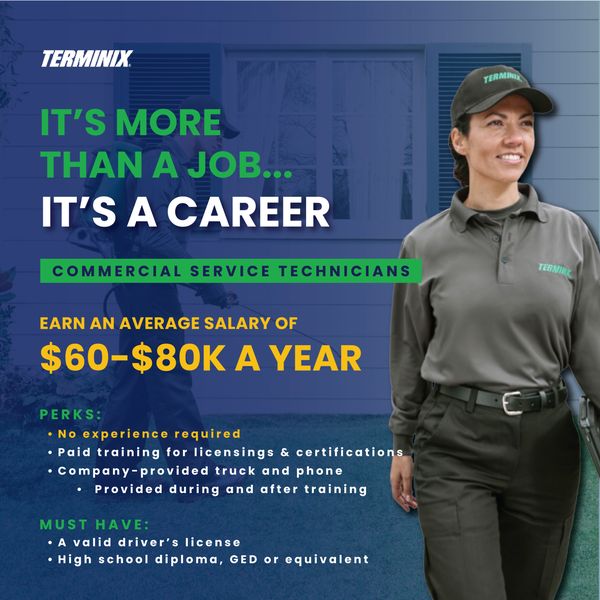 TERMINIX
IT'S MORE
THAN A JOB...
IT'S A CAREER
COMMERCIAL SERVICE TECHNICIANS
EARN AN AVERAGE SALARY OF
$60-$80K A YEAR
PERKS:
• No experience required
• Paid training for licensings & certifications
• Company-provided truck and phone
• Provided during and after training
MUST HAVE:
• A valid driver's license
• High school diploma, GED or equivalent
TERMINIX
TERMINIX